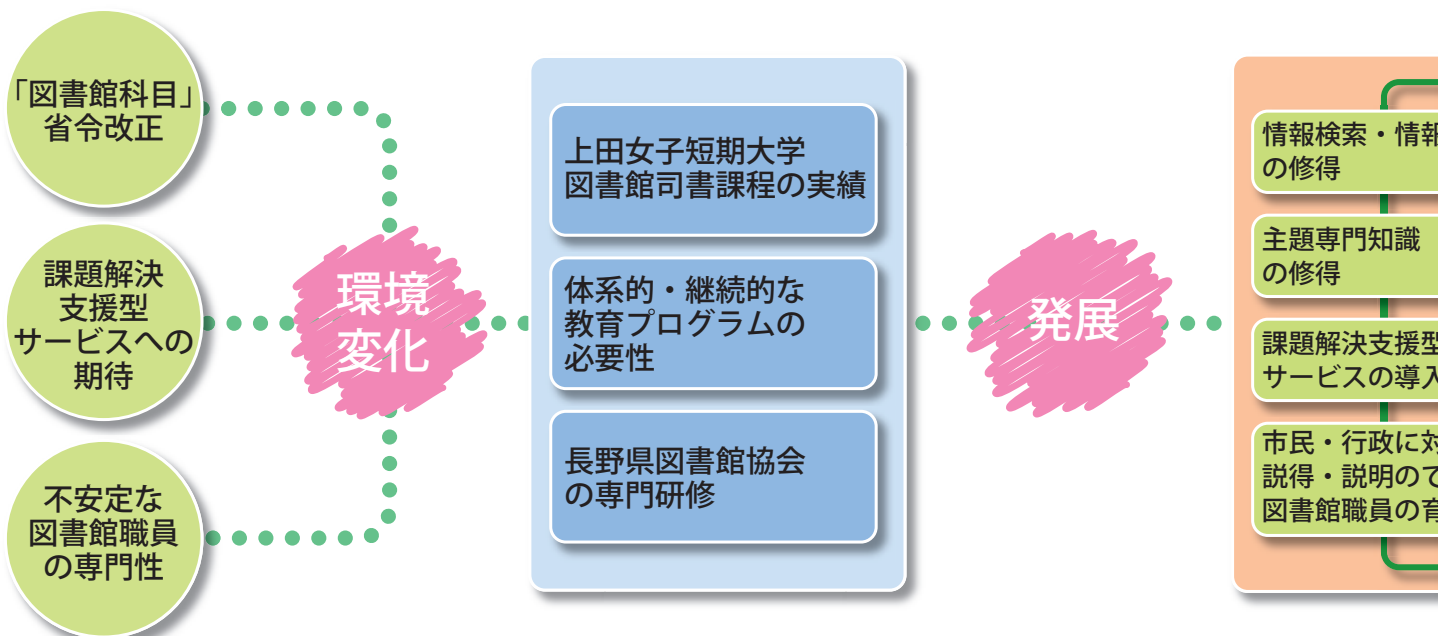 「図書館科目」
省令改正
課題解決
支援型
サービスへの
期待
不安定な
図書館職員
の専門性
環境
変化
上田女子短期大学
図書館司書課程の実績
体系的・継続的な
教育プログラムの
必要性
長野県図書館協会
の専門研修
発展
情報検索・情報
の修得
主題専門知識
の修得
課題解決支援型
サービスの導入
市民・行政に対
説得・説明ので
図書館職員の育